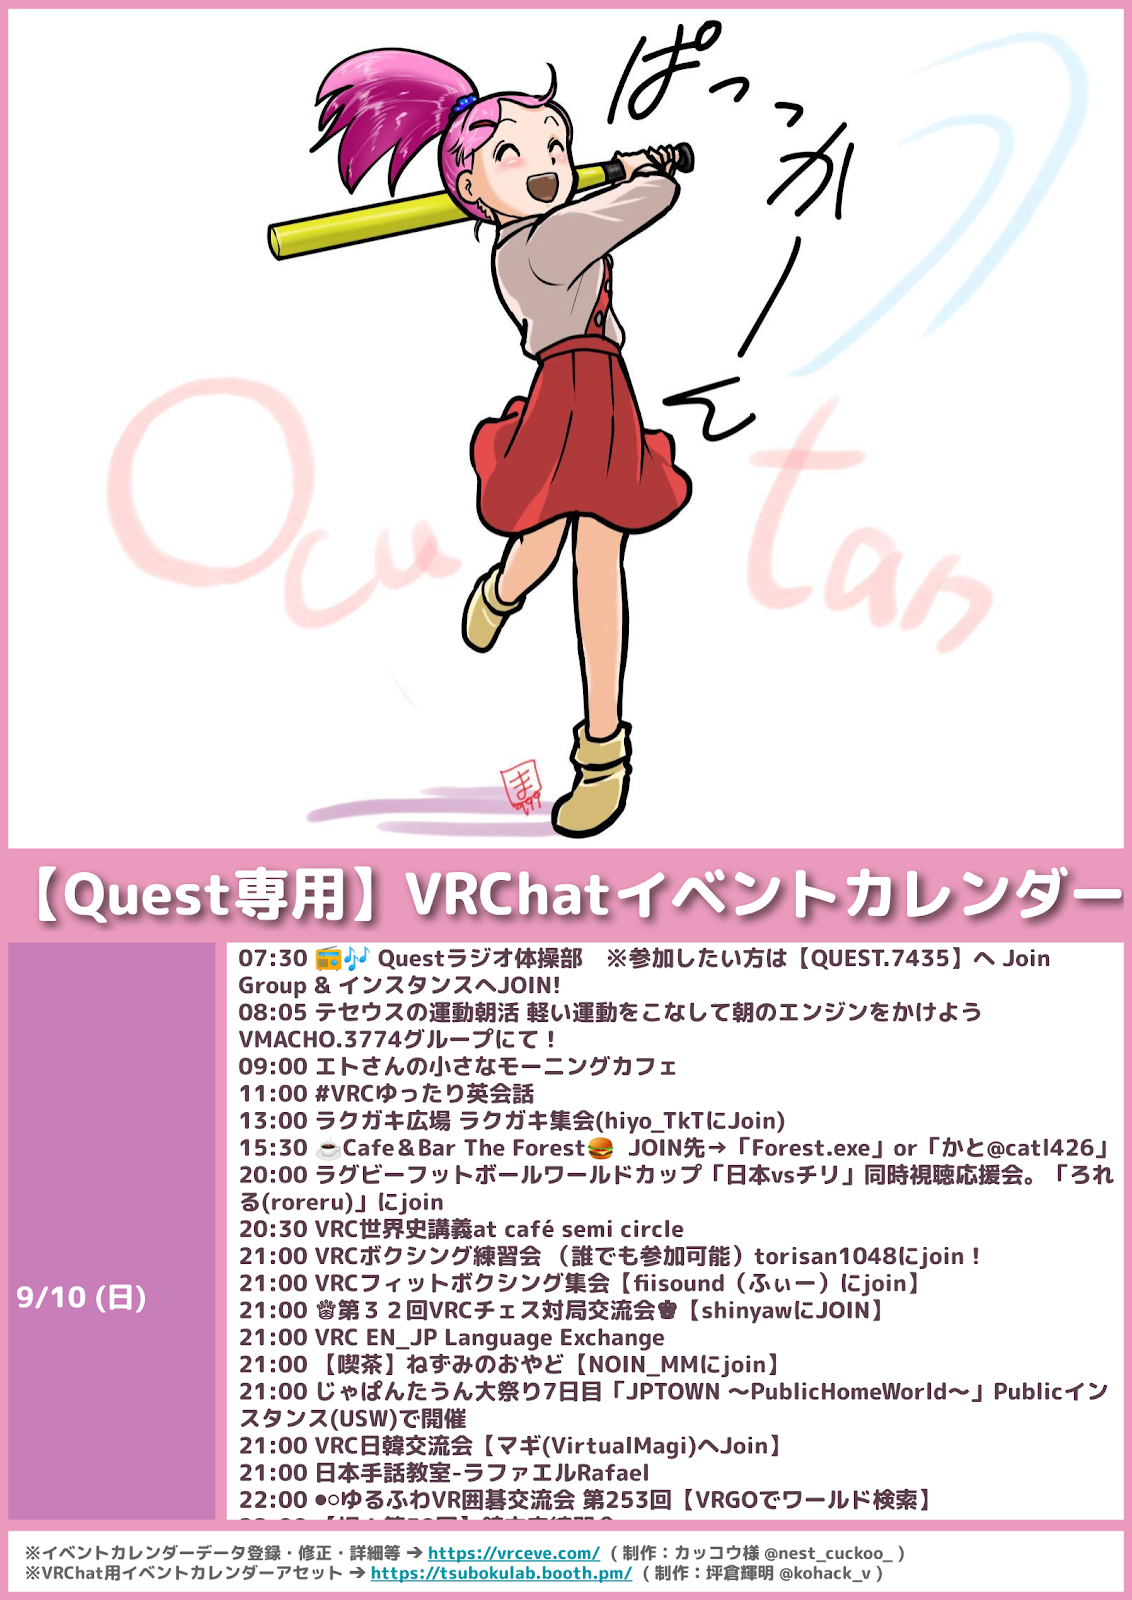 ぱっっかーん
Ocu tan
ま
999
【Quest専用】VRChatイベントカレンダー
9/10 (日)
07:30 📻🎶 Questラジオ体操部　※参加したい方は【QUEST.7435】へ Join
Group & インスタンスへJOIN!
08:05 テセウスの運動朝活 軽い運動をこなして朝のエンジンをかけよう
VMACHO.3774グループにて！
09:00 エトさんの小さなモーニングカフェ
11:00 #VRCゆったり英会話
13:00 ラクガキ広場 ラクガキ集会(hiyo_TkTにJoin)
15:30 ☕Cafe＆Bar The Forest🍔 JOIN先→「Forest.exe」or「かと@catl426」
20:00 ラグビーフットボールワールドカップ「日本vsチリ」同時視聴応援会。「ろれ
る(roreru)」にjoin
20:30 VRC世界史講義at café semi circle
21:00 VRCボクシング練習会 （誰でも参加可能）torisan1048にjoin！
21:00 VRCフィットボクシング集会【fiisound（ふぃー）にjoin】
21:00 ♕第３２回VRCチェス対局交流会♚【shinyawにJOIN】
21:00 VRC EN_JP Language Exchange
21:00 【喫茶】ねずみのおやど【NOIN_MMにjoin】
21:00 じゃぱんたうん大祭り7日目「JPTOWN ～PublicHomeWorld～」Publicイン
スタンス(USW)で開催
21:00 VRC日韓交流会【マギ(VirtualMagi)へJoin】
21:00 日本手話教室-ラファエルRafael
22:00 ●○ゆるふわVR囲碁交流会 第253回【VRGOでワールド検索】
※イベントカレンダーデータ登録・修正・詳細等 → https://vrceve.com/ （制作：カッコウ様 @nest_cuckoo_ ）
※VRChat用イベントカレンダーアセット → https://tsubokulab.booth.pm/ （制作：坪倉輝明 @kohack_v ）